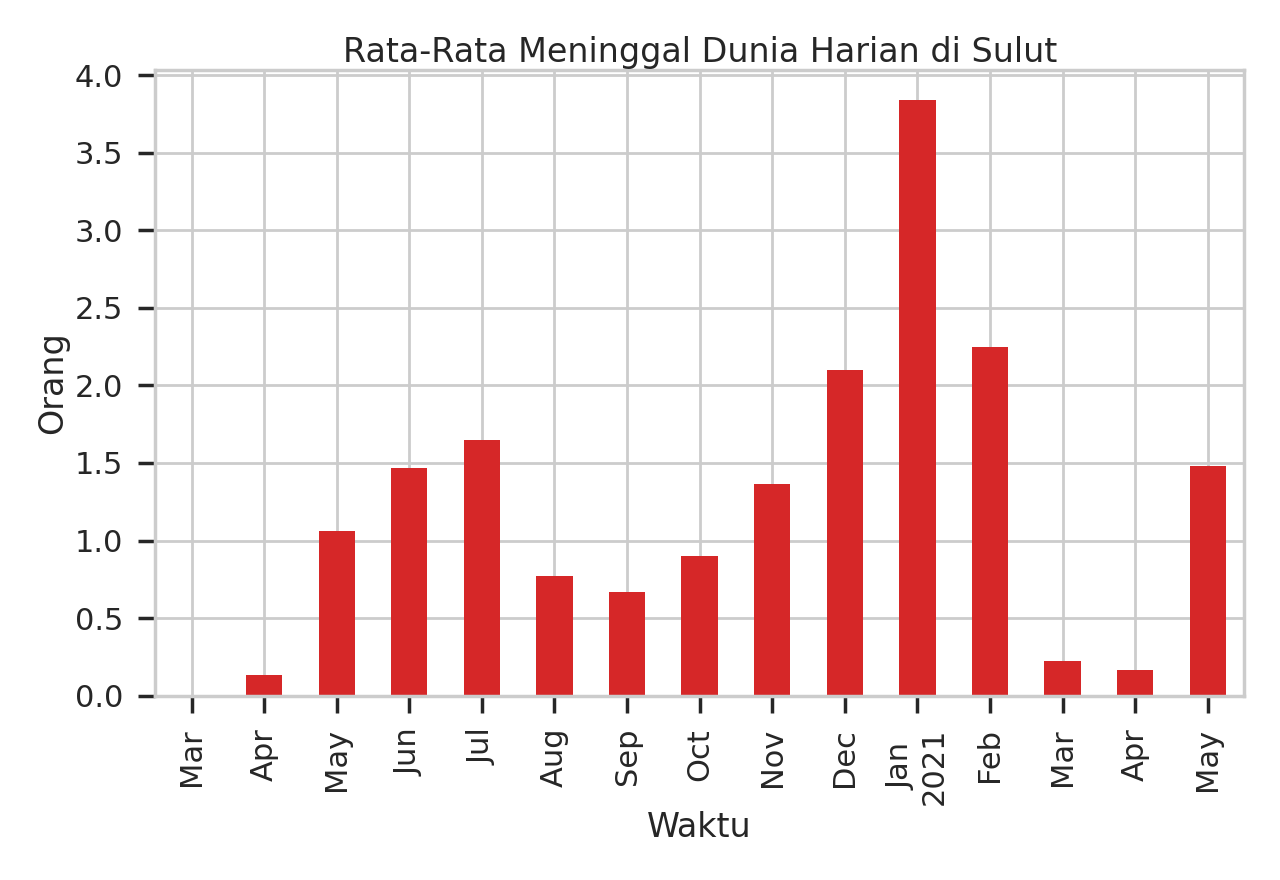 Rata-Rata Meninggal Dunia Harian di Sulut
4.0
3.5
3.0
2.5
2.0
1.5
1.0
0.5
0.0
Orang
Mar
Apr
May
Jun
Jul
Aug
Sep
Oct
Nov
Dec
Jan
2021
Feb
Mar
Apr
May
Waktu